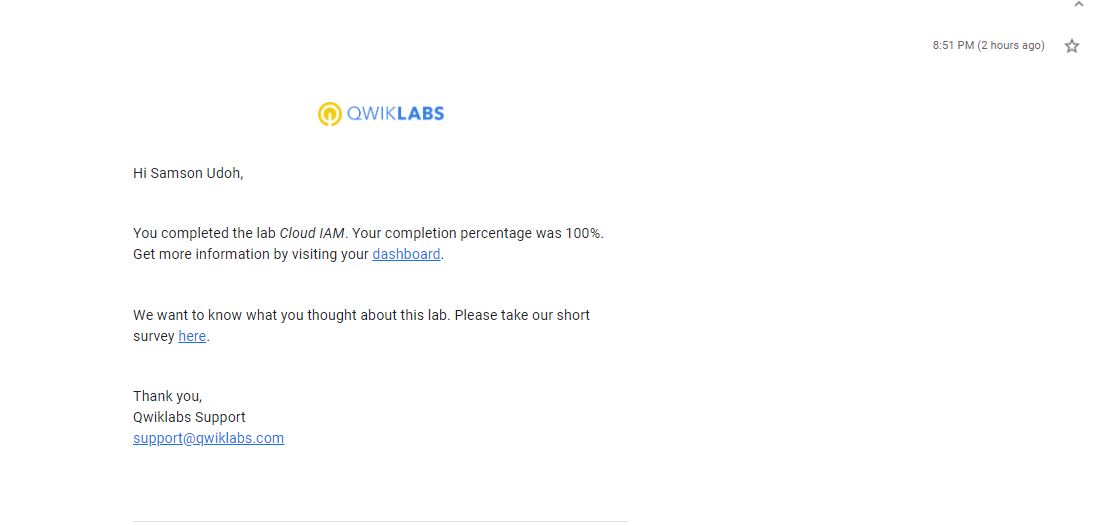 8:51 PM (2 hours ago)
QWIKLABS
Hi Samson Udoh,
You completed the lab Cloud IAM. Your completion percentage was 100%.
Get more information by visiting your dashboard.
We want to know what you thought about this lab. Please take our short
survey here.
Thank you,
Qwiklabs Support
support@qwiklabs.com